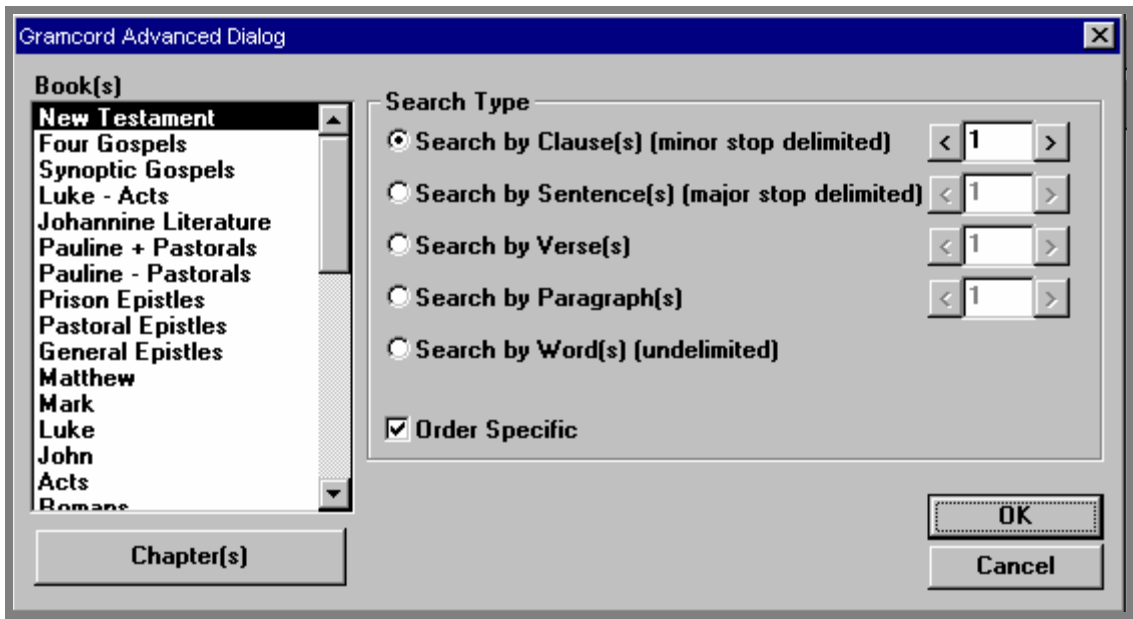 Gramcord Advanced Dialog
Book(s)
New Testament
Four Gospels
Synoptic Gospels
Luke - Acts
Johannine Literature
Pauline + Pastorals
Pauline - Pastorals
Prison Epistles
Pastoral Epistles
General Epistles
Matthew
Mark
Luke
John
Acts
Romans
Chapter(s)
Search Type
Search by Clause(s) (minor stop delimited) < 1 >
Search by Sentence(s) (major stop delimited) < 1 >
Search by Verse(s) < 1 >
Search by Paragraph(s) < 1 >
Search by Word(s) (undelimited)
Order Specific
OK
Cancel